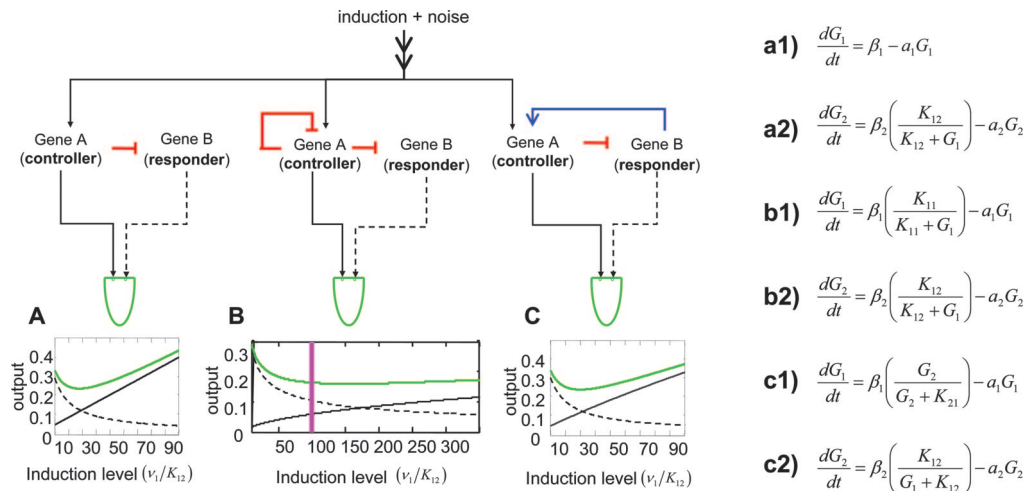 induction + noise
Gene A
(controller)
Gene B
(responder)
Gene A
(controller)
Gene B
(responder)
Gene A
(controller)
Gene B
(responder)
A
B
C
output
0.4
0.3
0.2
0.1
0
10 30 50 70 90
Induction level (ν₁/K₁₂)
output
0.3
0.2
0.1
0
50 100 150 200 250 300
Induction level (ν₁/K₁₂)
output
0.4
0.3
0.2
0.1
0
10 30 50 70 90
Induction level (ν₁/K₁₂)
a1) dG₁/dt = β₁ − a₁G₁
a2) dG₂/dt = β₂(K₁₂/(K₁₂ + G₁)) − a₂G₂
b1) dG₁/dt = β₁(K₁₁/(K₁₁ + G₁)) − a₁G₁
b2) dG₂/dt = β₂(K₁₂/(K₁₂ + G₁)) − a₂G₂
c1) dG₁/dt = β₁(G₂/(G₂ + K₂₁)) − a₁G₁
c2) dG₂/dt = β₂(K₁₂/(G₁ + K₁₂)) − a₂G₂